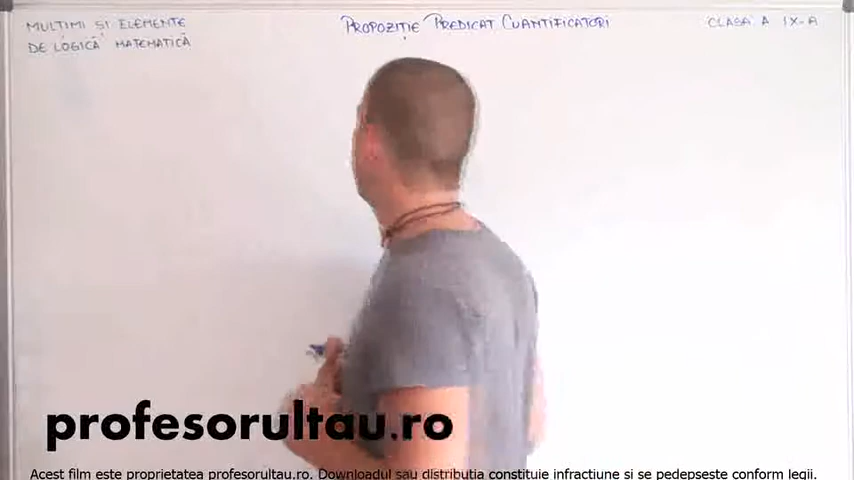 MULTIMI ȘI ELEMENTE
DE LOGICĂ MATEMATICĂ
PROPOZIȚIE PREDICAT CUANTIFICATORI
CLASA A IX-A
profesorultau.ro
Acest film este proprietatea profesorultau.ro. Downloadul sau distributia constituie infractiune si se pedepseste conform legii.